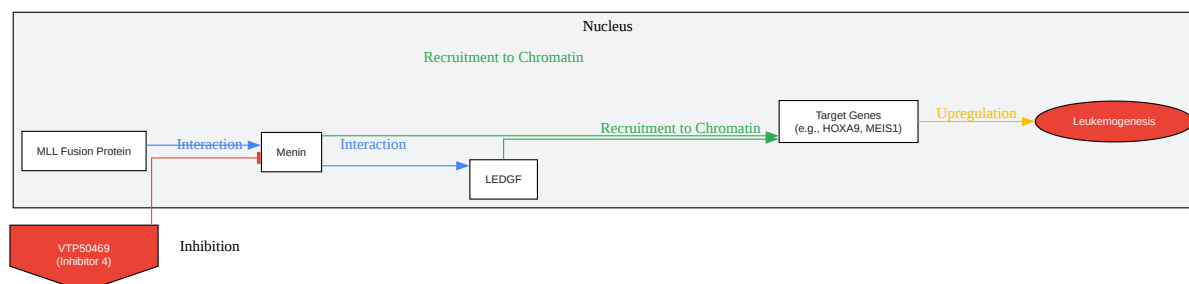 Nucleus
Recruitment to Chromatin
MLL Fusion Protein
Interaction
Menin
Interaction
LEDGF
Recruitment to Chromatin
Target Genes
(e.g., HOXA9, MEIS1)
Upregulation
Leukemogenesis
VTP50469
(Inhibitor 4)
Inhibition